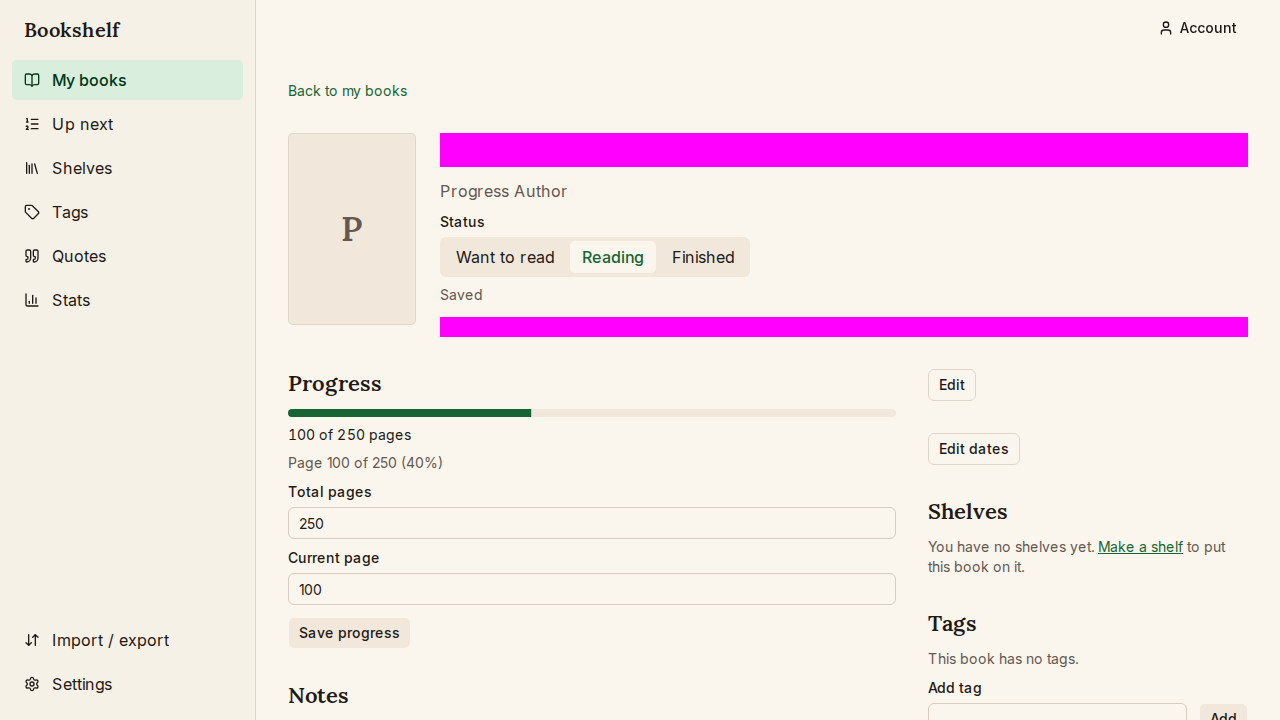 Bookshelf
My books
Up next
Shelves
Tags
Quotes
Stats
Import / export
Settings
Account
Back to my books
P
Progress Author
Status
Want to read Reading Finished
Saved
Progress
100 of 250 pages
Page 100 of 250 (40%)
Total pages
250
Current page
100
Save progress
Notes
Edit
Edit dates
Shelves
You have no shelves yet. Make a shelf to put
this book on it.
Tags
This book has no tags.
Add tag
Add